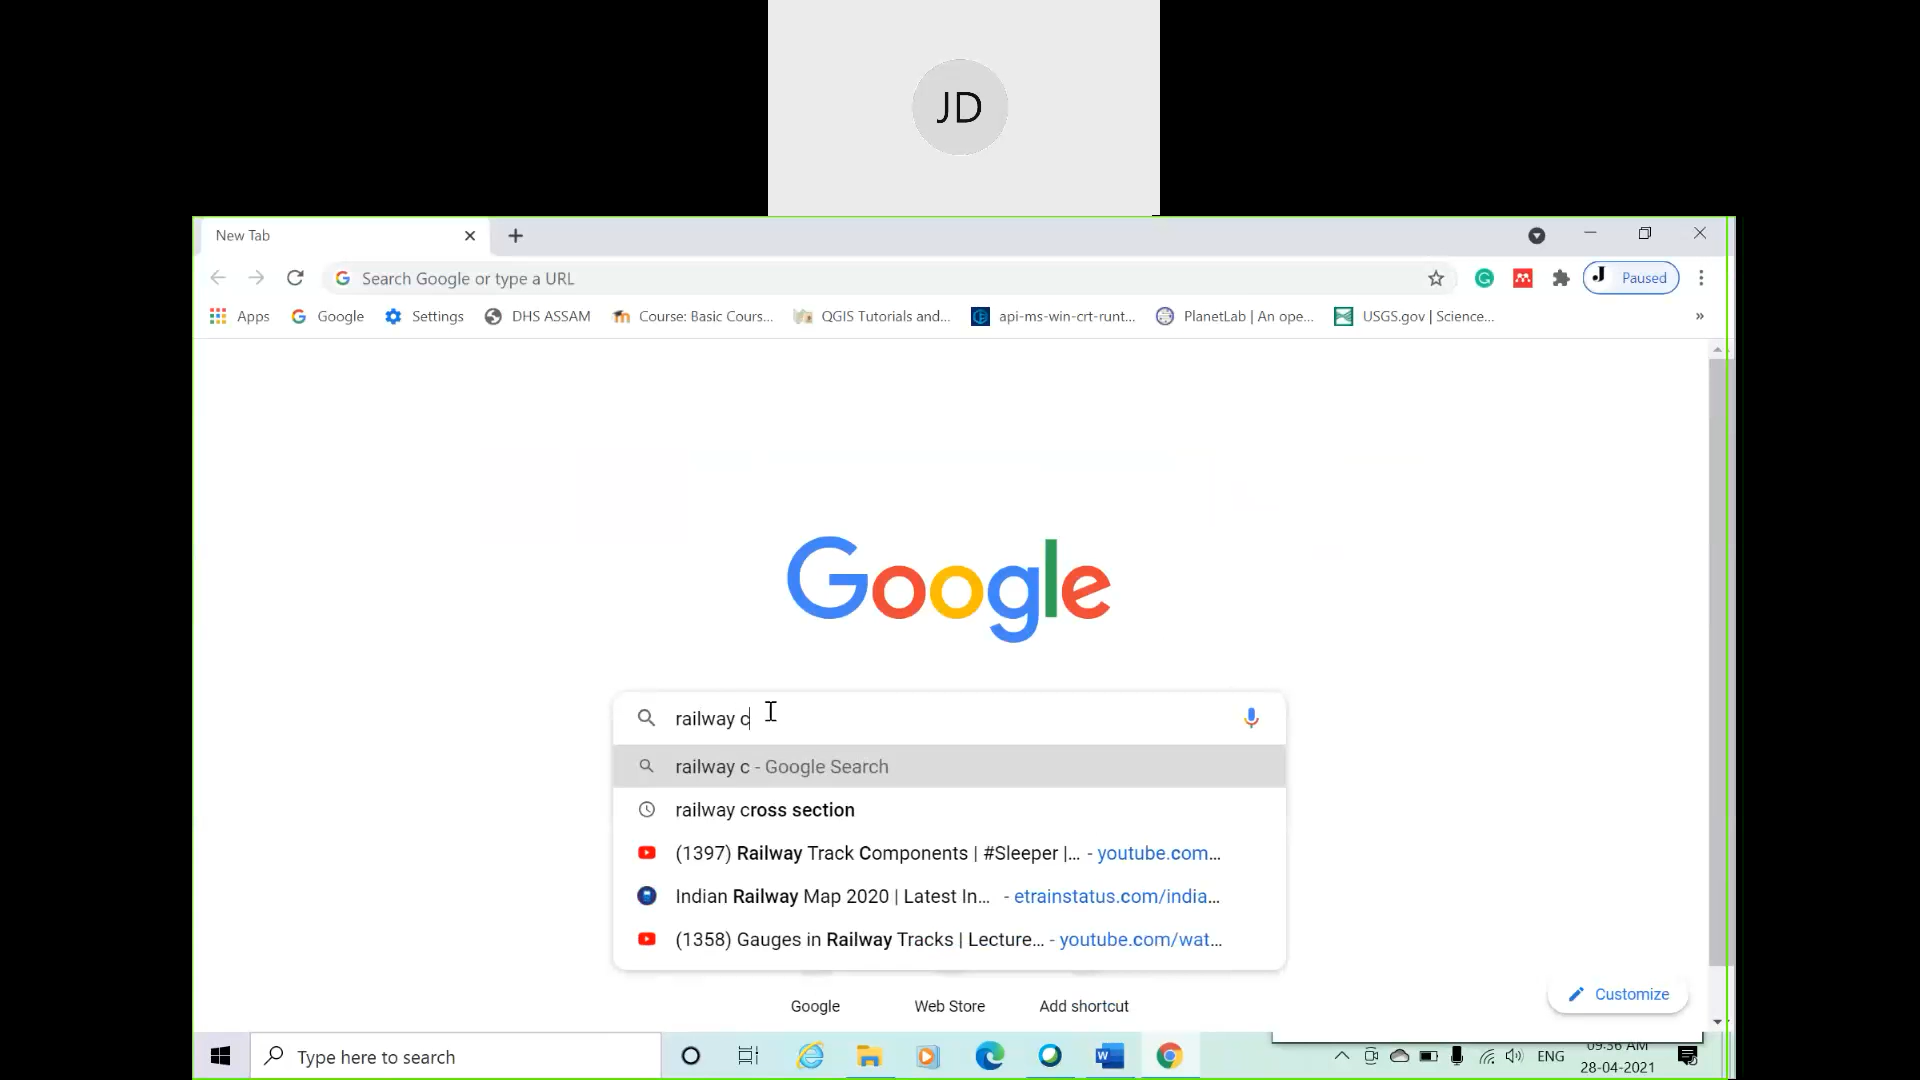 JD
New Tab
Search Google or type a URL
Paused
Apps
Google
Settings
DHS ASSAM
Course: Basic Cours...
QGIS Tutorials and...
api-ms-win-crt-runt...
PlanetLab | An ope...
USGS.gov | Science...
»
Google
railway c
railway c - Google Search
railway cross section
(1397) Railway Track Components | #Sleeper |... - youtube.com...
Indian Railway Map 2020 | Latest In... - etrainstatus.com/india...
(1358) Gauges in Railway Tracks | Lecture... - youtube.com/wat...
Google
Web Store
Add shortcut
Customize
Type here to search
ENG
09:36 AM
28-04-2021